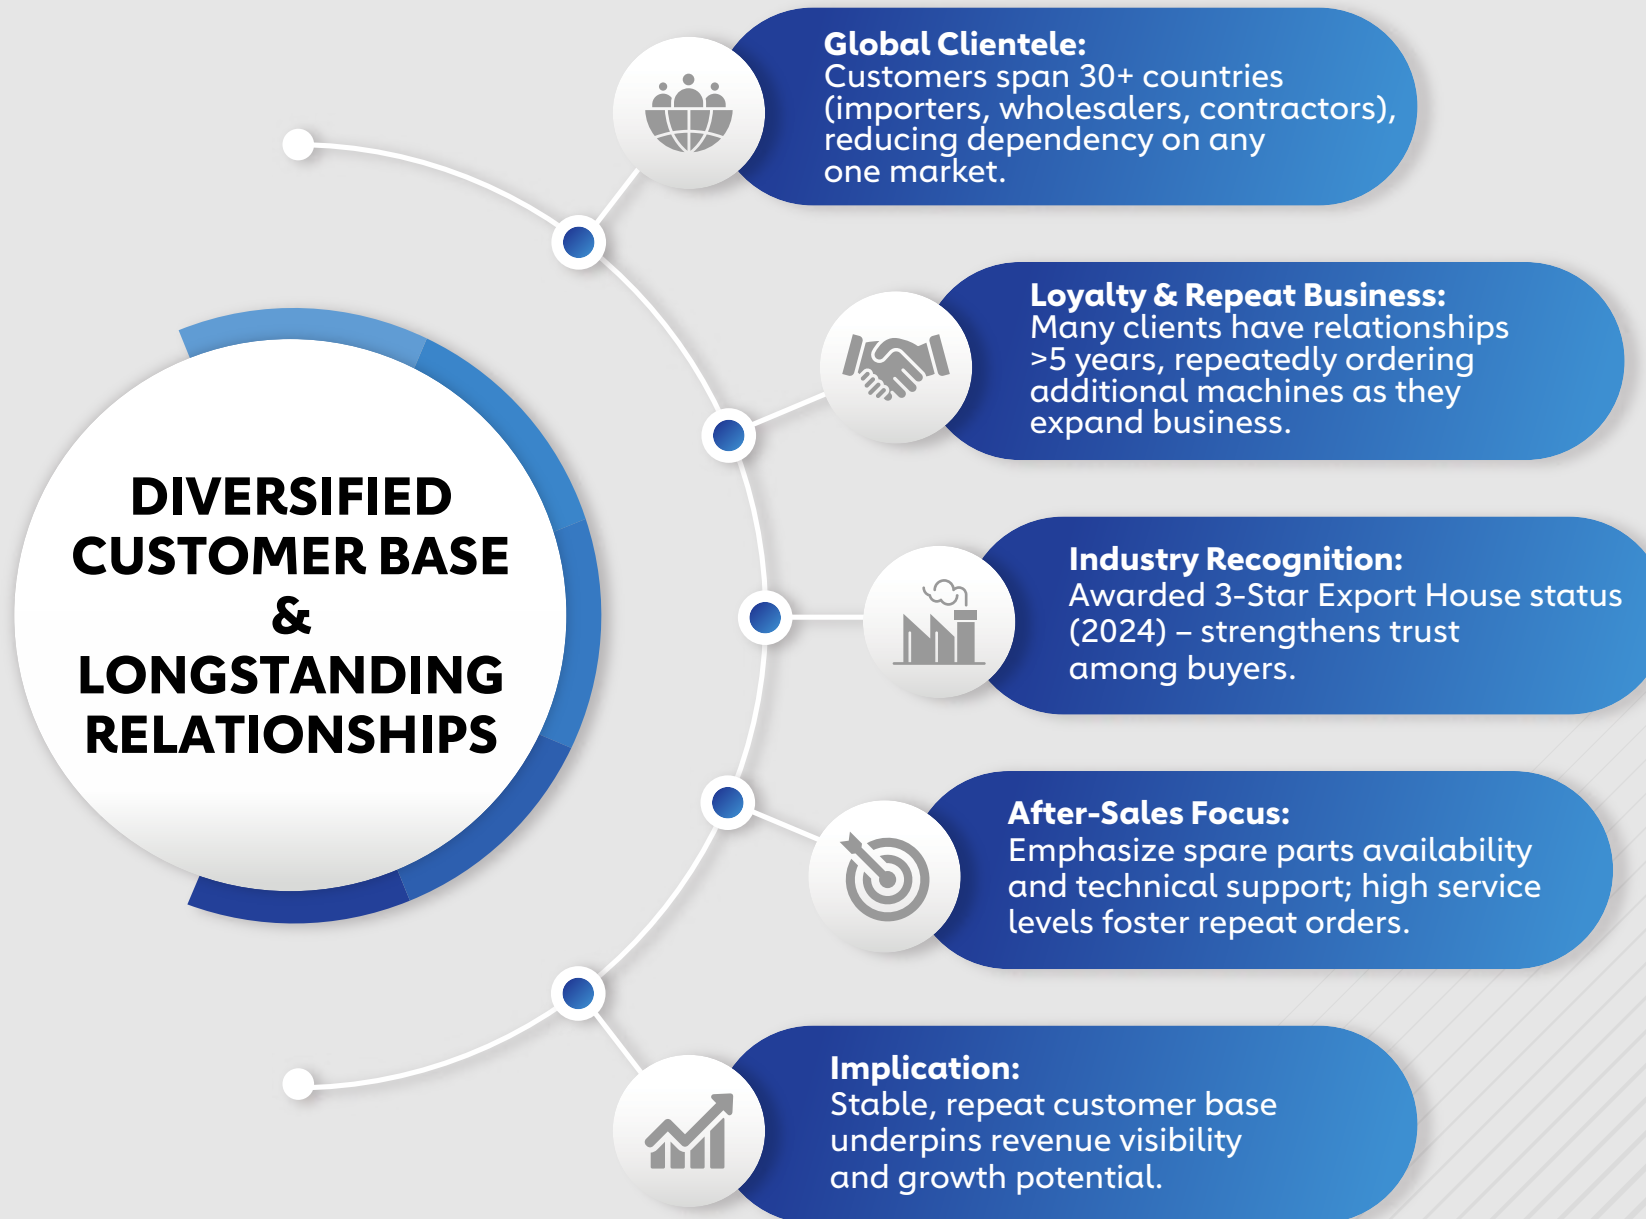 DIVERSIFIED
CUSTOMER BASE
&
LONGSTANDING
RELATIONSHIPS
Global Clientele:
Customers span 30+ countries
(importers, wholesalers, contractors),
reducing dependency on any
one market.
Loyalty & Repeat Business:
Many clients have relationships
>5 years, repeatedly ordering
additional machines as they
expand business.
Industry Recognition:
Awarded 3-Star Export House status
(2024) – strengthens trust
among buyers.
After-Sales Focus:
Emphasize spare parts availability
and technical support; high service
levels foster repeat orders.
Implication:
Stable, repeat customer base
underpins revenue visibility
and growth potential.